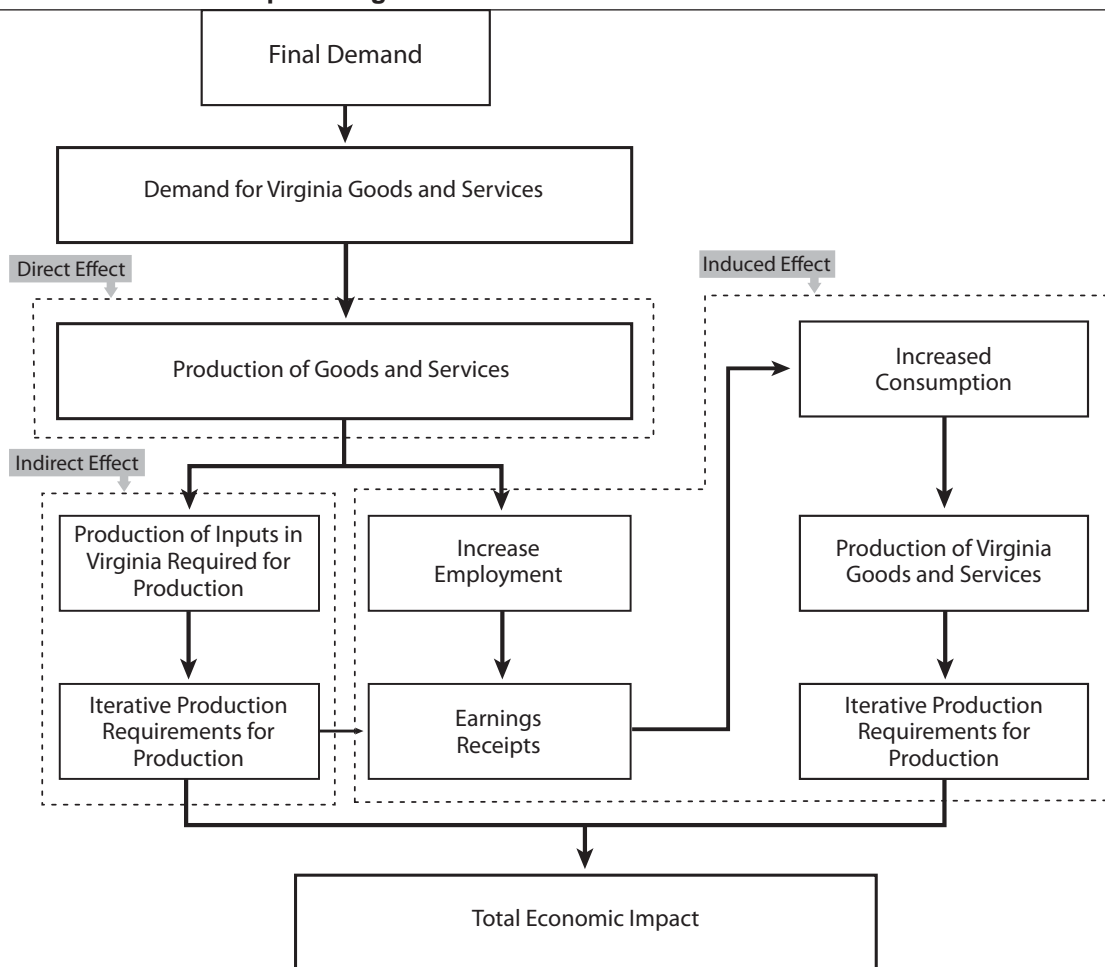 Final Demand
Demand for Virginia Goods and Services
Direct Effect
Induced Effect
Production of Goods and Services
Increased
Consumption
Indirect Effect
Production of Inputs in
Virginia Required for
Production
Increase
Employment
Production of Virginia
Goods and Services
Iterative Production
Requirements for
Production
Earnings
Receipts
Iterative Production
Requirements for
Production
Total Economic Impact